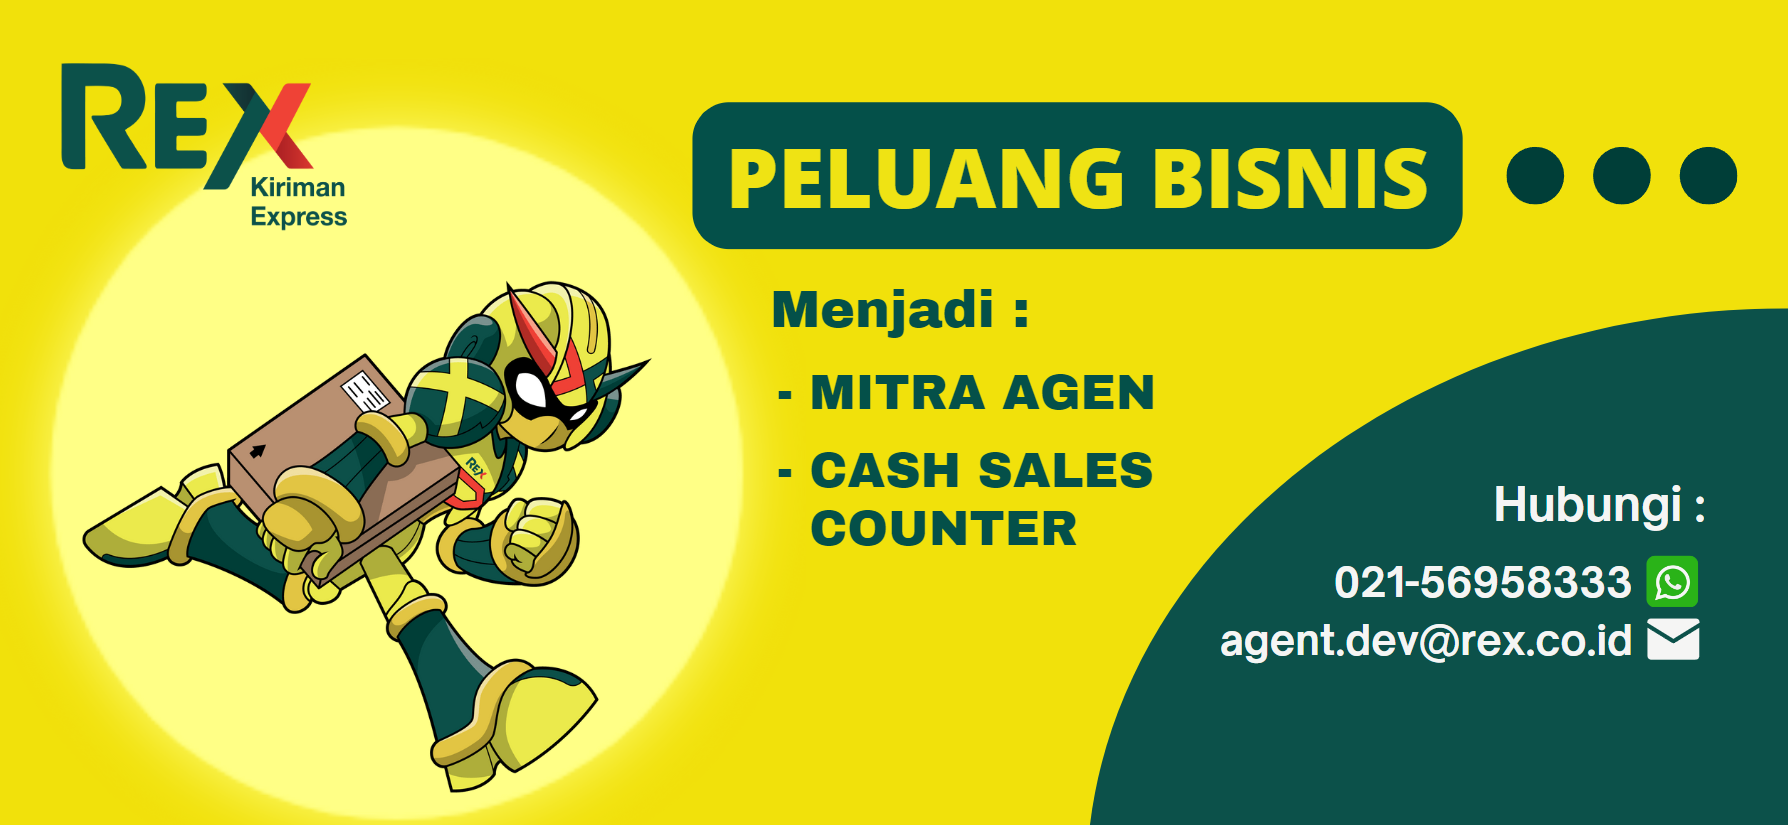 REX
Kiriman
Express
PELUANG BISNIS
Menjadi :
- MITRA AGEN
- CASH SALES
COUNTER
REX
Hubungi :
021-56958333
agent.dev@rex.co.id